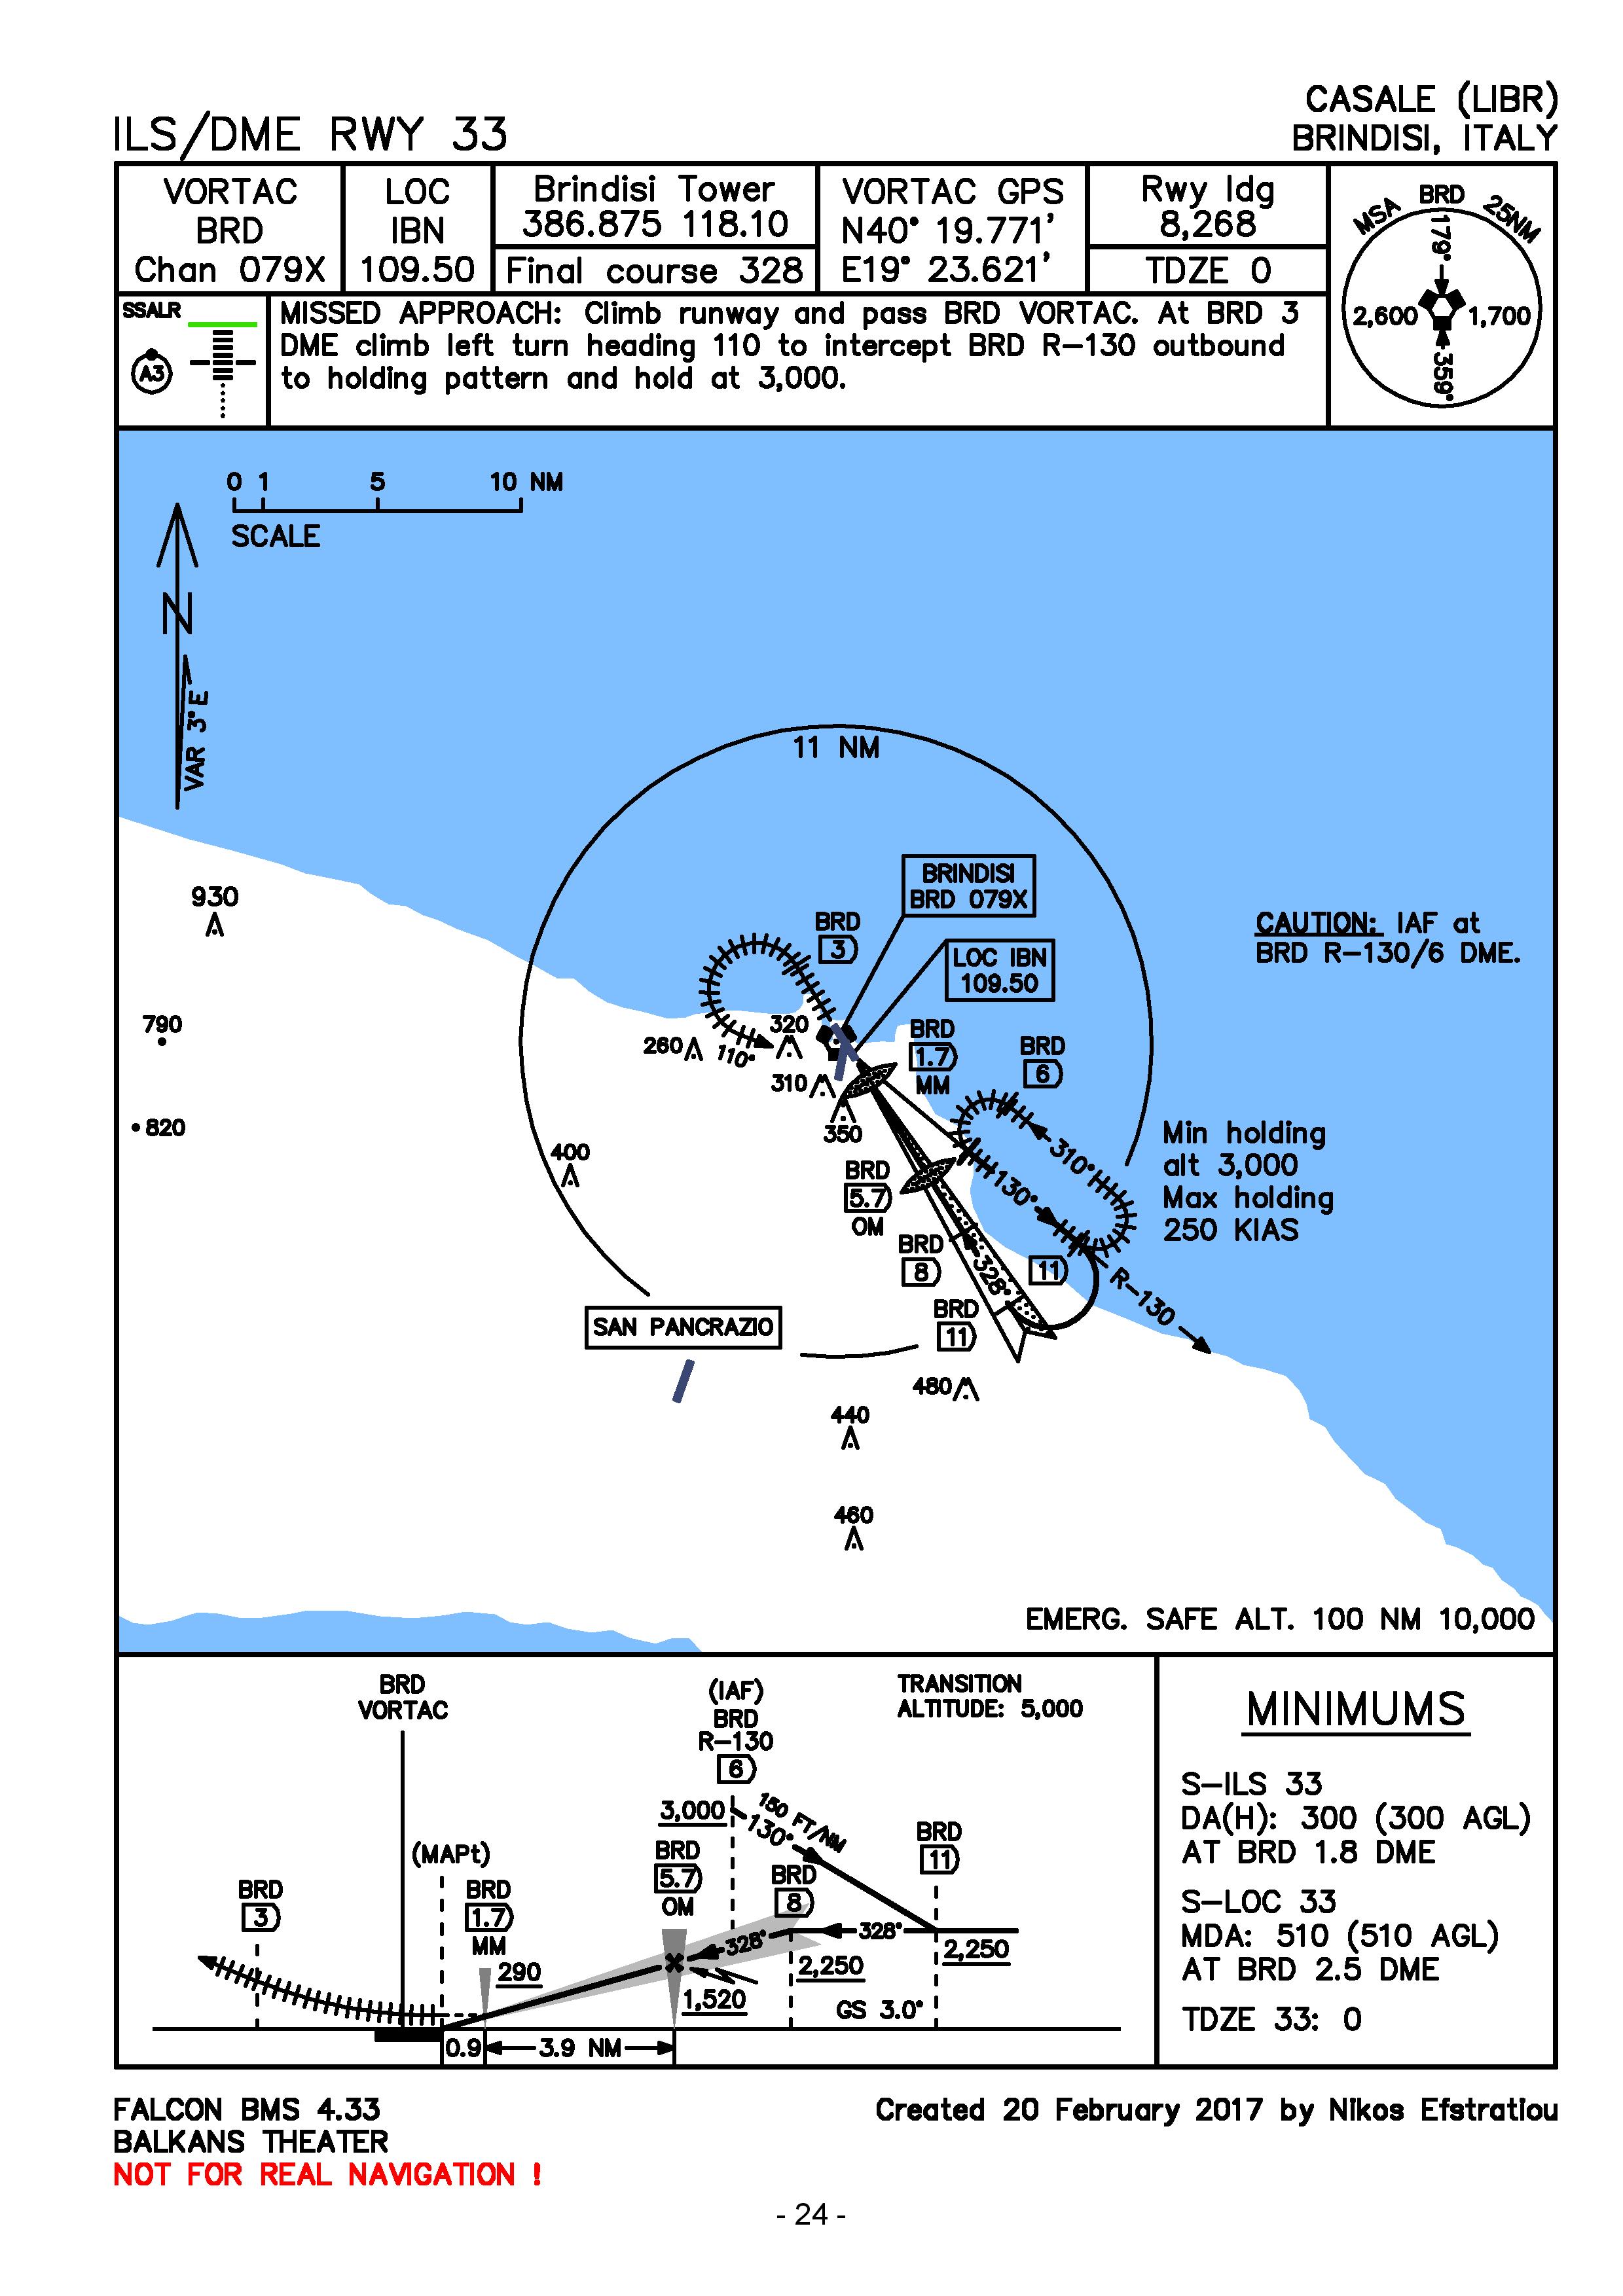 ILS/DME RWY 33
CASALE (LIBR)
BRINDISI, ITALY
VORTAC
BRD
Chan 079X
LOC
IBN
109.50
Brindisi Tower
386.875 118.10
Final course 328
VORTAC GPS
N40° 19.771'
E19° 23.621'
Rwy ldg
8,268
TDZE 0
MSA BRD 25NM
179°
2,600
1,700
359°
SSALR
A3
MISSED APPROACH: Climb runway and pass BRD VORTAC. At BRD 3
DME climb left turn heading 110 to intercept BRD R-130 outbound
to holding pattern and hold at 3,000.
0 1 5 10 NM
SCALE
N
VAR 3°E
11 NM
BRINDISI
BRD 079X
930
BRD
3
CAUTION: IAF at
BRD R-130/6 DME.
LOC IBN
109.50
790
320
260
110°
BRD
1.7
MM
BRD
6
310
820
350
Min holding
alt 3,000
Max holding
250 KIAS
400
310°
130°
BRD
5.7
OM
BRD
8
328°
11
R-130
BRD
11
SAN PANCRAZIO
480
440
460
EMERG. SAFE ALT. 100 NM 10,000
BRD
VORTAC
(IAF)
BRD
R-130
6
TRANSITION
ALTITUDE: 5,000
3,000
150 FT/NM
130°
(MAPt)
BRD
5.7
OM
BRD
8
BRD
11
BRD
3
BRD
1.7
MM
290
328°
328°
2,250
2,250
1,520
GS 3.0°
0.9
3.9 NM
MINIMUMS
S-ILS 33
DA(H): 300 (300 AGL)
AT BRD 1.8 DME
S-LOC 33
MDA: 510 (510 AGL)
AT BRD 2.5 DME
TDZE 33: 0
FALCON BMS 4.33
BALKANS THEATER
NOT FOR REAL NAVIGATION !
Created 20 February 2017 by Nikos Efstratiou
- 24 -